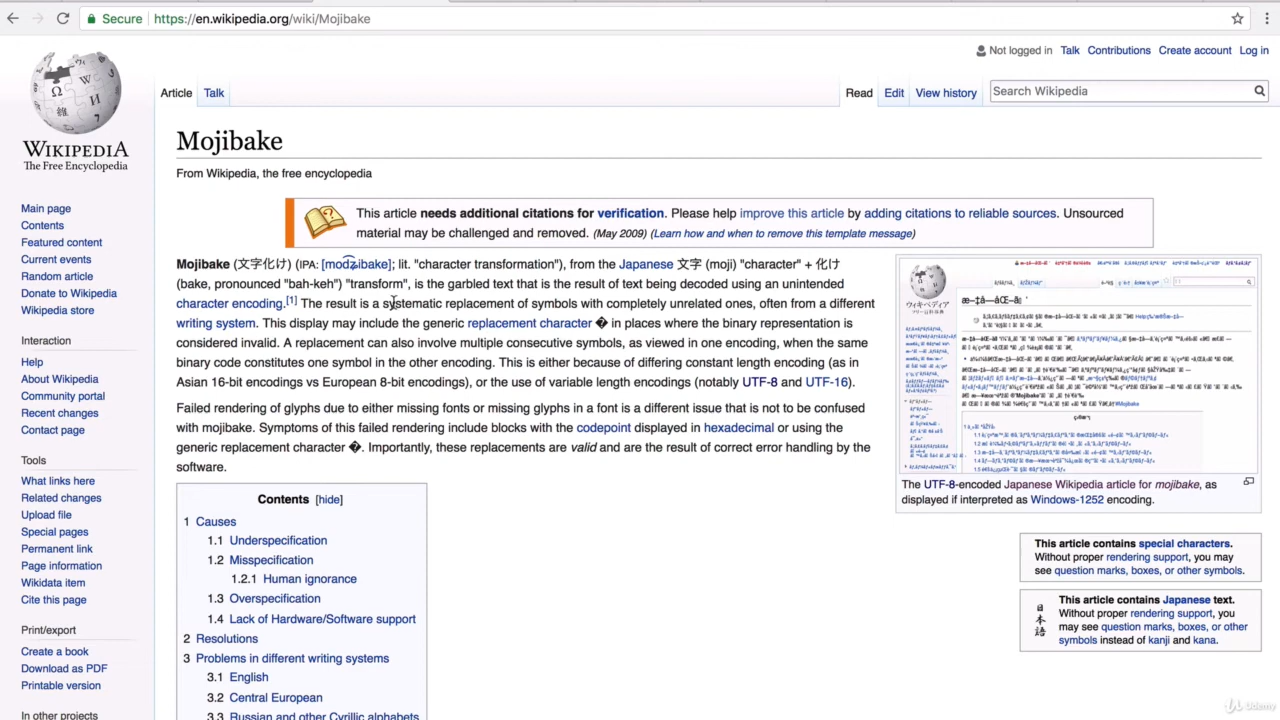 Secure https://en.wikipedia.org/wiki/Mojibake
Not logged in Talk Contributions Create account Log in
Article Talk Read Edit View history Search Wikipedia
WIKIPEDIA
The Free Encyclopedia
Main page
Contents
Featured content
Current events
Random article
Donate to Wikipedia
Wikipedia store
Interaction
Help
About Wikipedia
Community portal
Recent changes
Contact page
Tools
What links here
Related changes
Upload file
Special pages
Permanent link
Page information
Wikidata item
Cite this page
Print/export
Create a book
Download as PDF
Printable version
In other projects
Mojibake
From Wikipedia, the free encyclopedia
This article needs additional citations for verification. Please help improve this article by adding citations to reliable sources. Unsourced
material may be challenged and removed. (May 2009) (Learn how and when to remove this template message)
Mojibake (文字化け) (IPA: lit. "character transformation"), from the Japanese 文字 (moji) "character" + 化け
(bake, pronounced "bah-keh") "transform", is the garbled text that is the result of text being decoded using an unintended
character encoding.[1] The result is a systematic replacement of symbols with completely unrelated ones, often from a different
writing system. This display may include the generic replacement character � in places where the binary representation is
considered invalid. A replacement can also involve multiple consecutive symbols, as viewed in one encoding, when the same
binary code constitutes one symbol in the other encoding. This is either because of differing constant length encoding (as in
Asian 16-bit encodings vs European 8-bit encodings), or the use of variable length encodings (notably UTF-8 and UTF-16).
Failed rendering of glyphs due to either missing fonts or missing glyphs in a font is a different issue that is not to be confused
with mojibake. Symptoms of this failed rendering include blocks with the codepoint displayed in hexadecimal or using the
generic replacement character �. Importantly, these replacements are valid and are the result of correct error handling by the
software.
Contents [hide]
1 Causes
1.1 Underspecification
1.2 Misspecification
1.2.1 Human ignorance
1.3 Overspecification
1.4 Lack of Hardware/Software support
2 Resolutions
3 Problems in different writing systems
3.1 English
3.2 Central European
3.3 Russian and other Cyrillic alphabets
The UTF-8-encoded Japanese Wikipedia article for mojibake, as
displayed if interpreted as Windows-1252 encoding.
This article contains special characters.
Without proper rendering support, you may
see question marks, boxes, or other symbols.
日本語
This article contains Japanese text.
Without proper rendering support, you
may see question marks, boxes, or other
symbols instead of kanji and kana.
Udemy